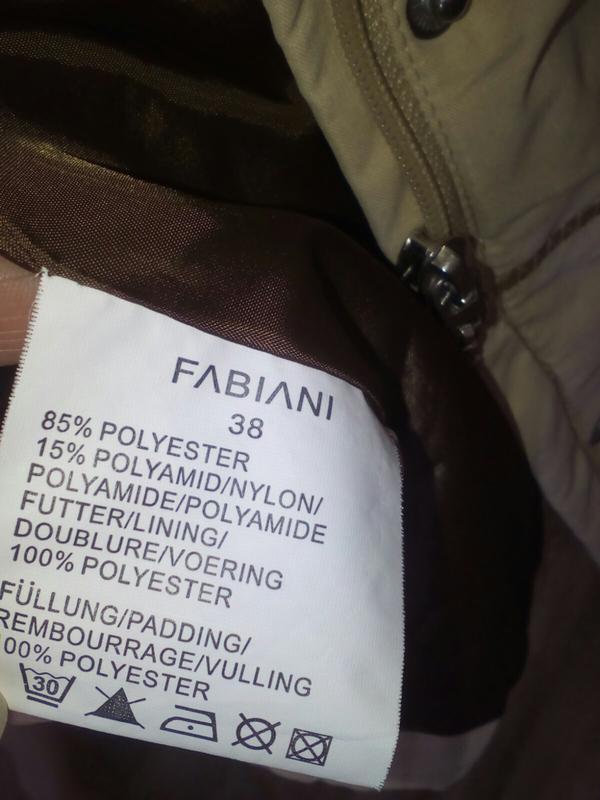 FABIANI
38
85% POLYESTER
15% POLYAMID/NYLON/
POLYAMIDE/POLYAMIDE
FUTTER/LINING/
DOUBLURE/VOERING
100% POLYESTER
FÜLLUNG/PADDING/
REMBOURRAGE/VULLING
00% POLYESTER
30